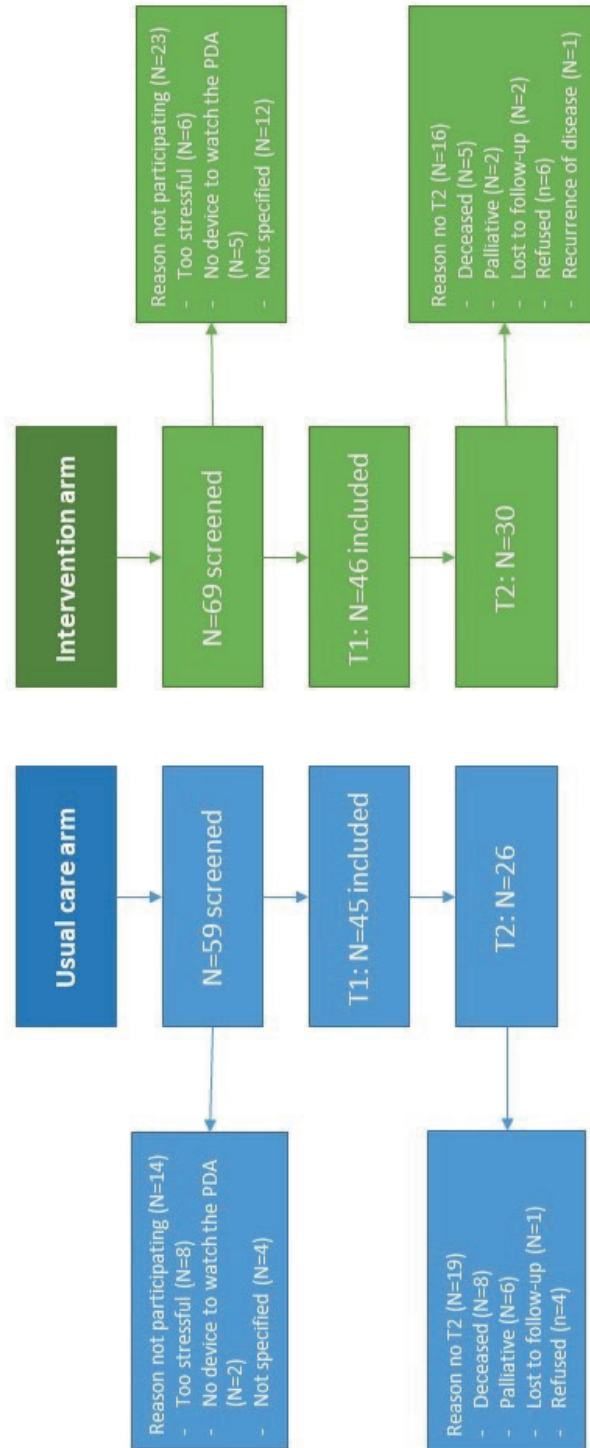 Usual care arm
N=59 screened
Reason not participating (N=14)
- Too stressful (N=8)
- No device to watch the PDA
(N=2)
- Not specified (N=4)
T1: N=45 included
T2: N=26
Reason no T2 (N=19)
- Deceased (N=8)
- Palliative (N=6)
- Lost to follow-up (N=1)
- Refused (n=4)
Intervention arm
N=69 screened
Reason not participating (N=23)
- Too stressful (N=6)
- No device to watch the PDA
(N=5)
- Not specified (N=12)
T1: N=46 included
T2: N=30
Reason no T2 (N=16)
- Deceased (N=5)
- Palliative (N=2)
- Lost to follow-up (N=2)
- Refused (n=6)
- Recurrence of disease (N=1)